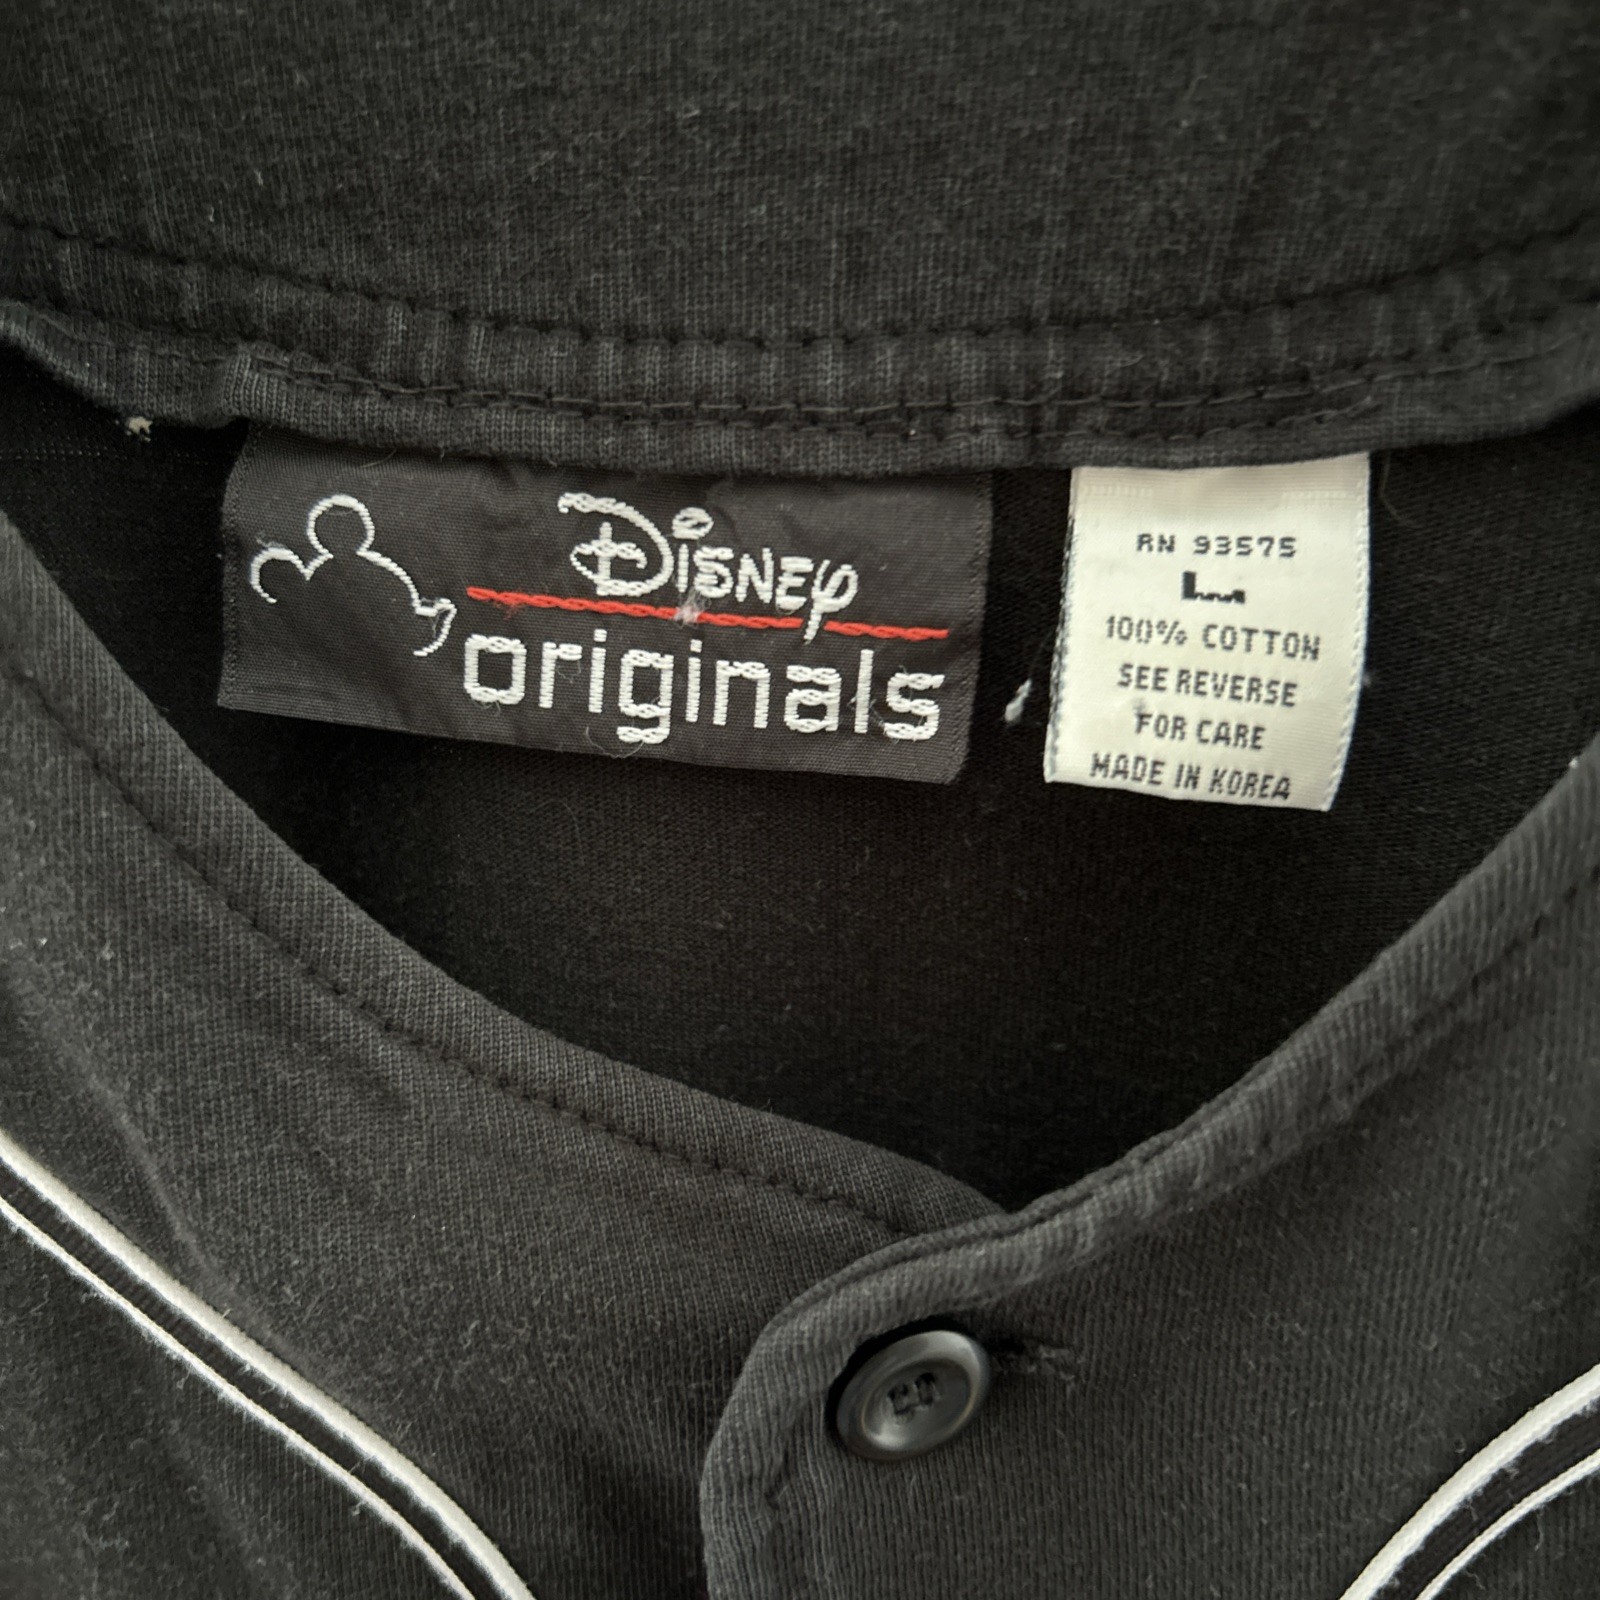 Disney
originals
RN 93575
L
100% COTTON
SEE REVERSE
FOR CARE
MADE IN KOREA